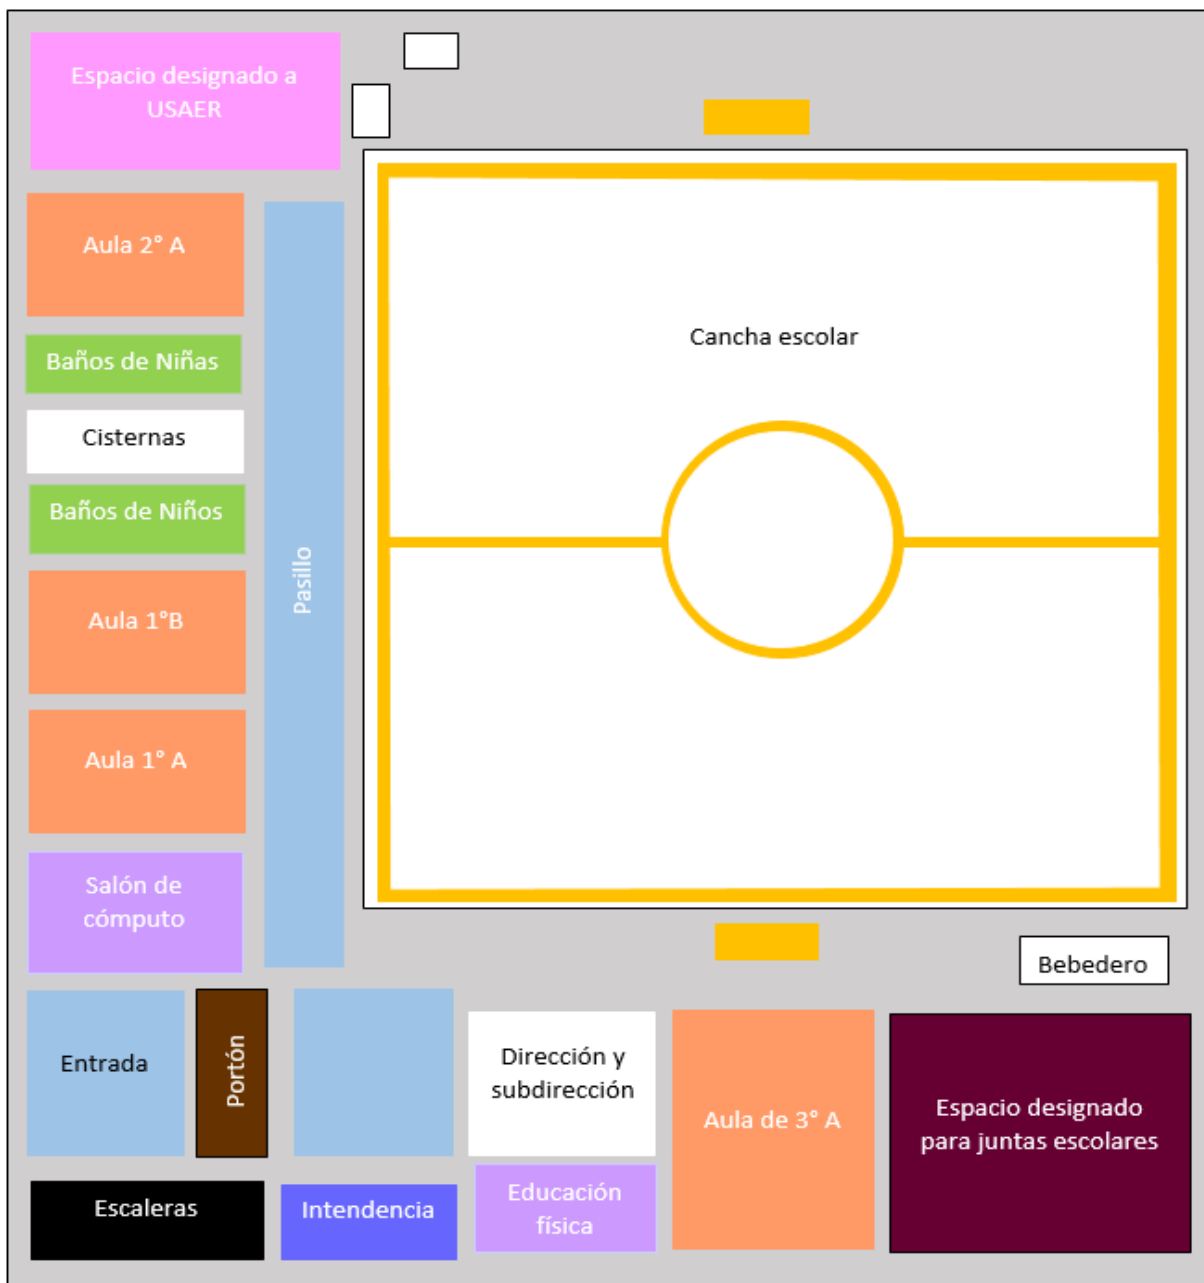 Espacio designado a
USAER
Aula 2° A
Baños de Niñas
Cancha escolar
Cisternas
Baños de Niños
Pasillo
Aula 1°B
Aula 1° A
Salón de
cómputo
Bebedero
Entrada
Portón
Dirección y
subdirección
Aula de 3° A
Espacio designado
para juntas escolares
Escaleras
Intendencia
Educación
física